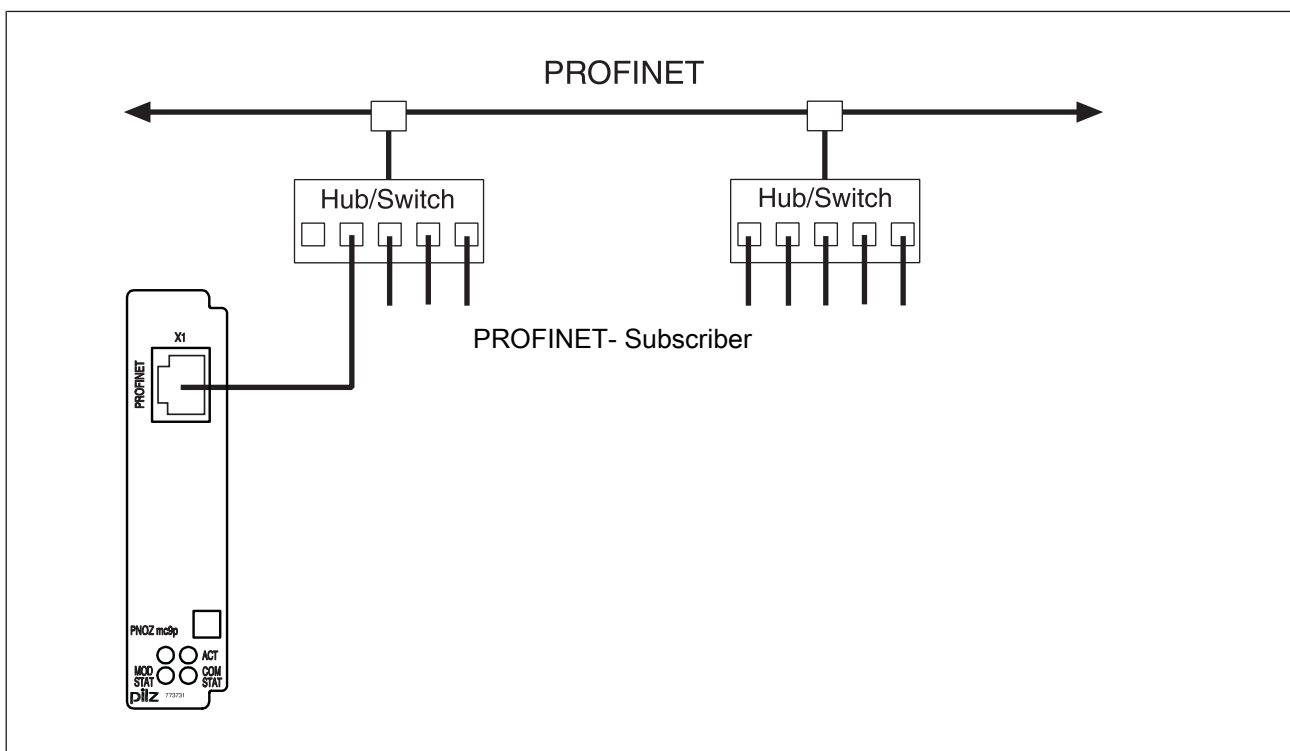 PROFINET
Hub/Switch
Hub/Switch
PROFINET- Subscriber
X1
PROFINET
PNOZ mc9p
ACT
MOD
STAT
COM
STAT
pilz
773731